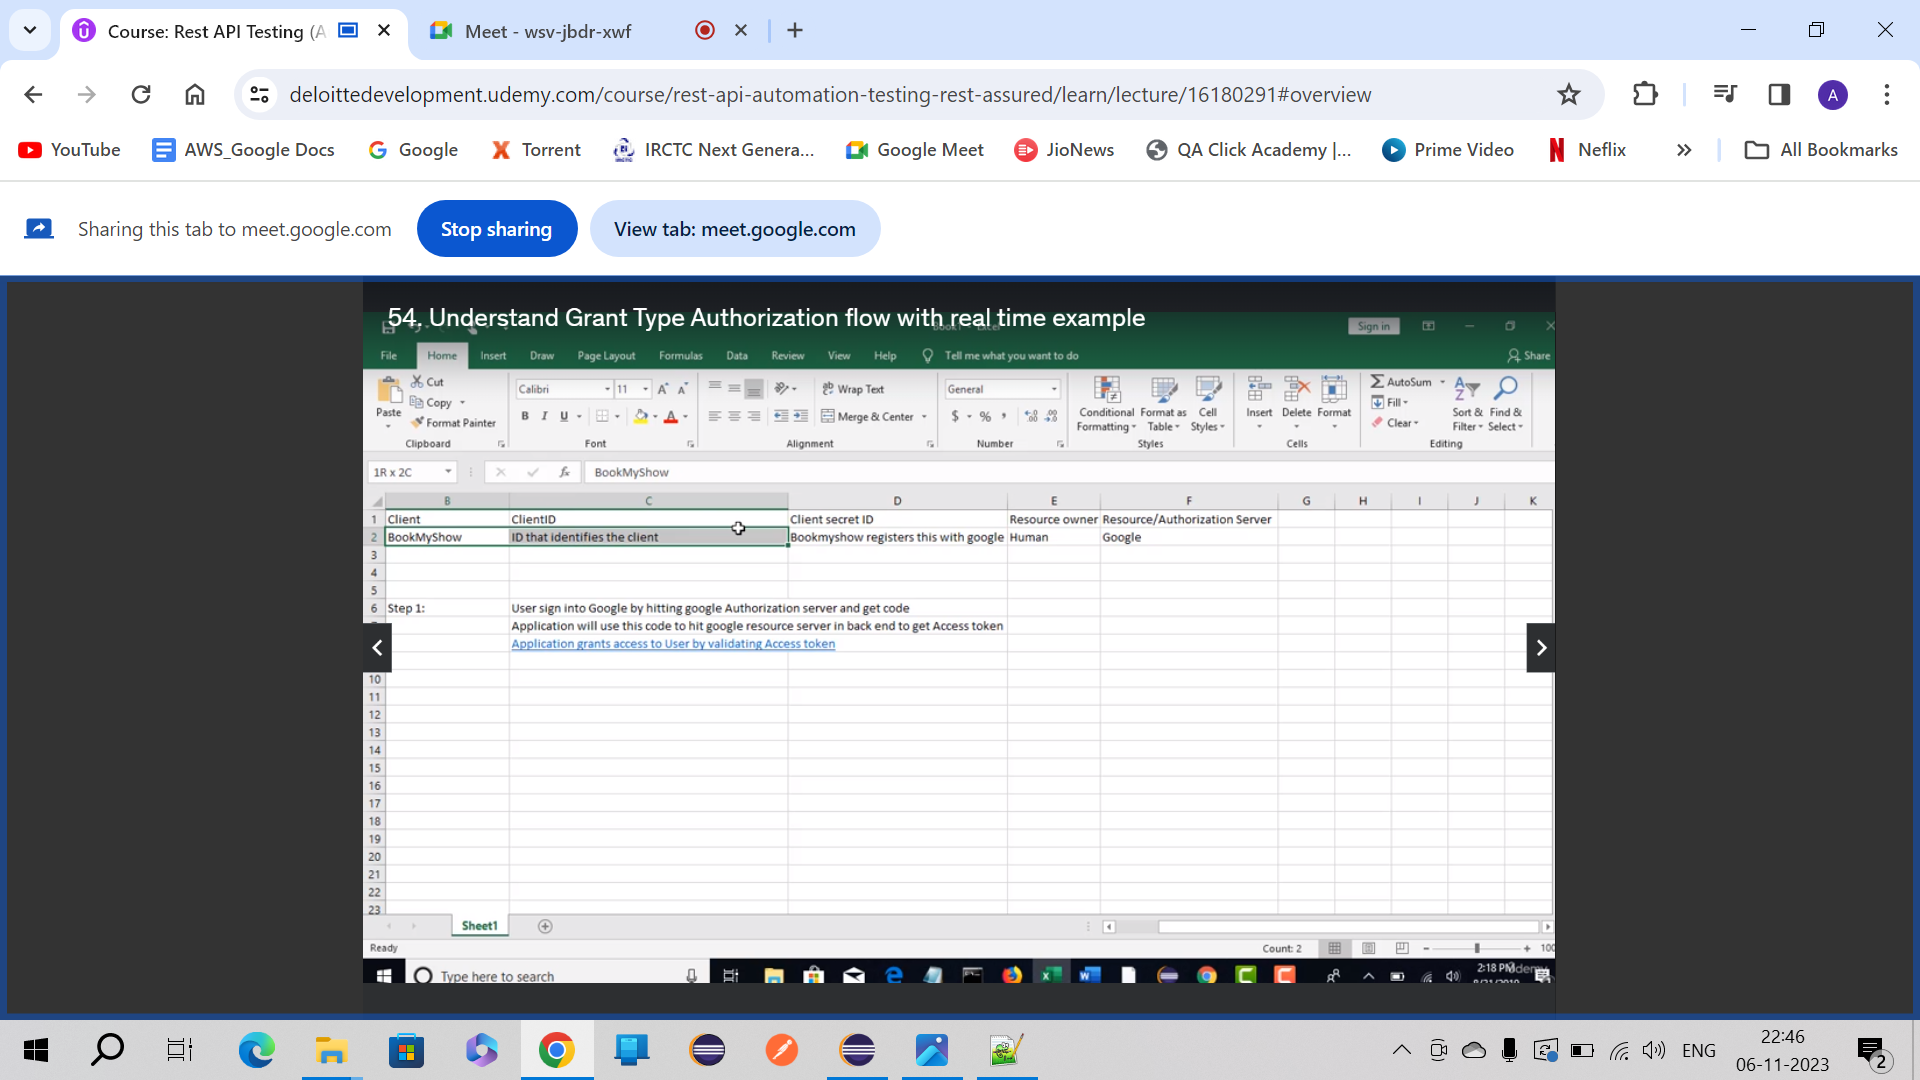 Course: Rest API Testing (A
Meet - wsv-jbdr-xwf
deloittedevelopment.udemy.com/course/rest-api-automation-testing-rest-assured/learn/lecture/16180291#overview
A
YouTube AWS_Google Docs Google Torrent IRCTC Next Genera... Google Meet JioNews QA Click Academy |... Prime Video Neflix » All Bookmarks
Sharing this tab to meet.google.com Stop sharing View tab: meet.google.com
54. Understand Grant Type Authorization flow with real time example
Sign in
File Home Insert Draw Page Layout Formulas Data Review View Help Tell me what you want to do Share
Paste Cut Copy Format Painter Clipboard
Calibri 11 B I U A Font
Wrap Text Merge & Center Alignment
General $ % , Number
Conditional Formatting Format as Table Cell Styles Styles
Insert Delete Format Cells
AutoSum Fill Clear Sort & Filter Find & Select Editing
1R x 2C fx BookMyShow
B C D E F G H I J K
1 Client ClientID Client secret ID Resource owner Resource/Authorization Server
2 BookMyShow ID that identifies the client Bookmyshow registers this with google Human Google
3
4
5
6 Step 1: User sign into Google by hitting google Authorization server and get code
Application will use this code to hit google resource server in back end to get Access token
Application grants access to User by validating Access token
10
11
12
13
14
15
16
17
18
19
20
21
22
23
Sheet1
Ready Count: 2 100
Type here to search 2:18 PM
ENG 22:46
06-11-2023 2